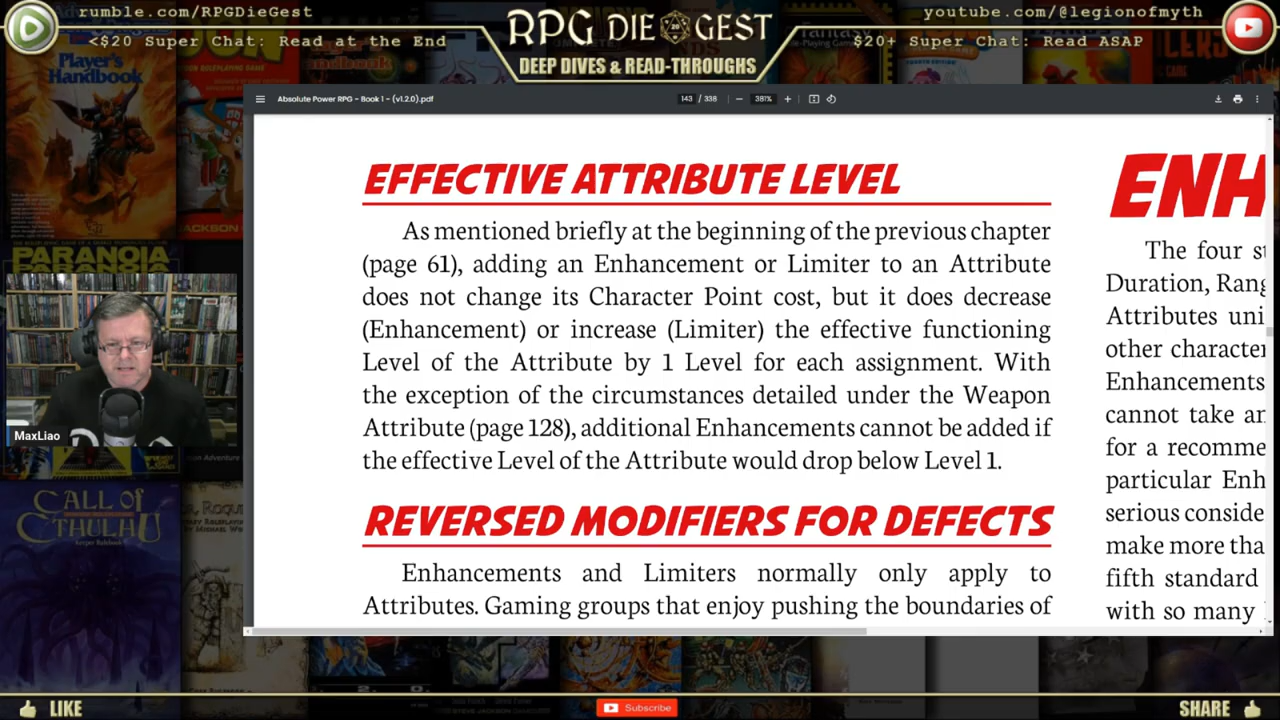 rumble.com/RPGDieGest
<$20 Super Chat: Read at the End
RPG DIE GEST
DEEP DIVES & READ-THROUGHS
youtube.com/@legionofmyth
$20+ Super Chat: Read ASAP
Player's
Handbook
JACKSON
PARANOIA
MaxLiao
CALL of
CTHULHU
Absolute Power RPG - Book 1 - (v1.2.0).pdf
143 / 338
381%
EFFECTIVE ATTRIBUTE LEVEL
As mentioned briefly at the beginning of the previous chapter
(page 61), adding an Enhancement or Limiter to an Attribute
does not change its Character Point cost, but it does decrease
(Enhancement) or increase (Limiter) the effective functioning
Level of the Attribute by 1 Level for each assignment. With
the exception of the circumstances detailed under the Weapon
Attribute (page 128), additional Enhancements cannot be added if
the effective Level of the Attribute would drop below Level 1.
REVERSED MODIFIERS FOR DEFECTS
Enhancements and Limiters normally only apply to
Attributes. Gaming groups that enjoy pushing the boundaries of
ENH
The four st
Duration, Rang
Attributes uni
other character
Enhancements
cannot take an
for a recomme
particular Enh
serious conside
make more tha
fifth standard
with so many
LIKE
Subscribe
SHARE